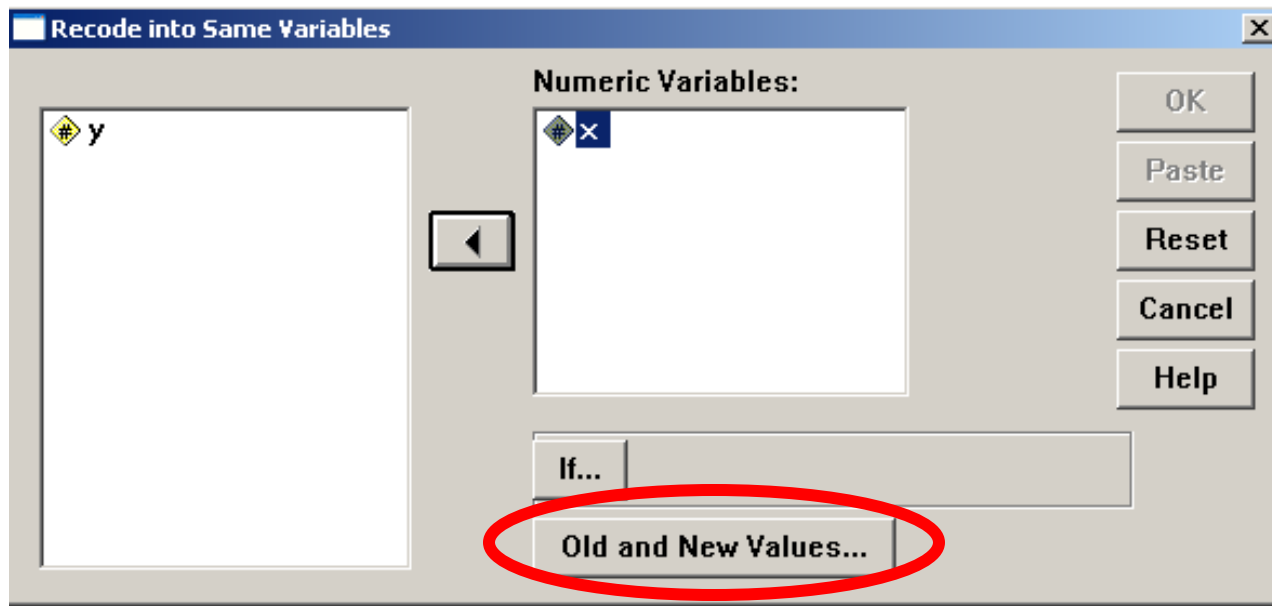 Recode into Same Variables
Numeric Variables:
# y
# x
OK
Paste
Reset
Cancel
Help
If...
Old and New Values...